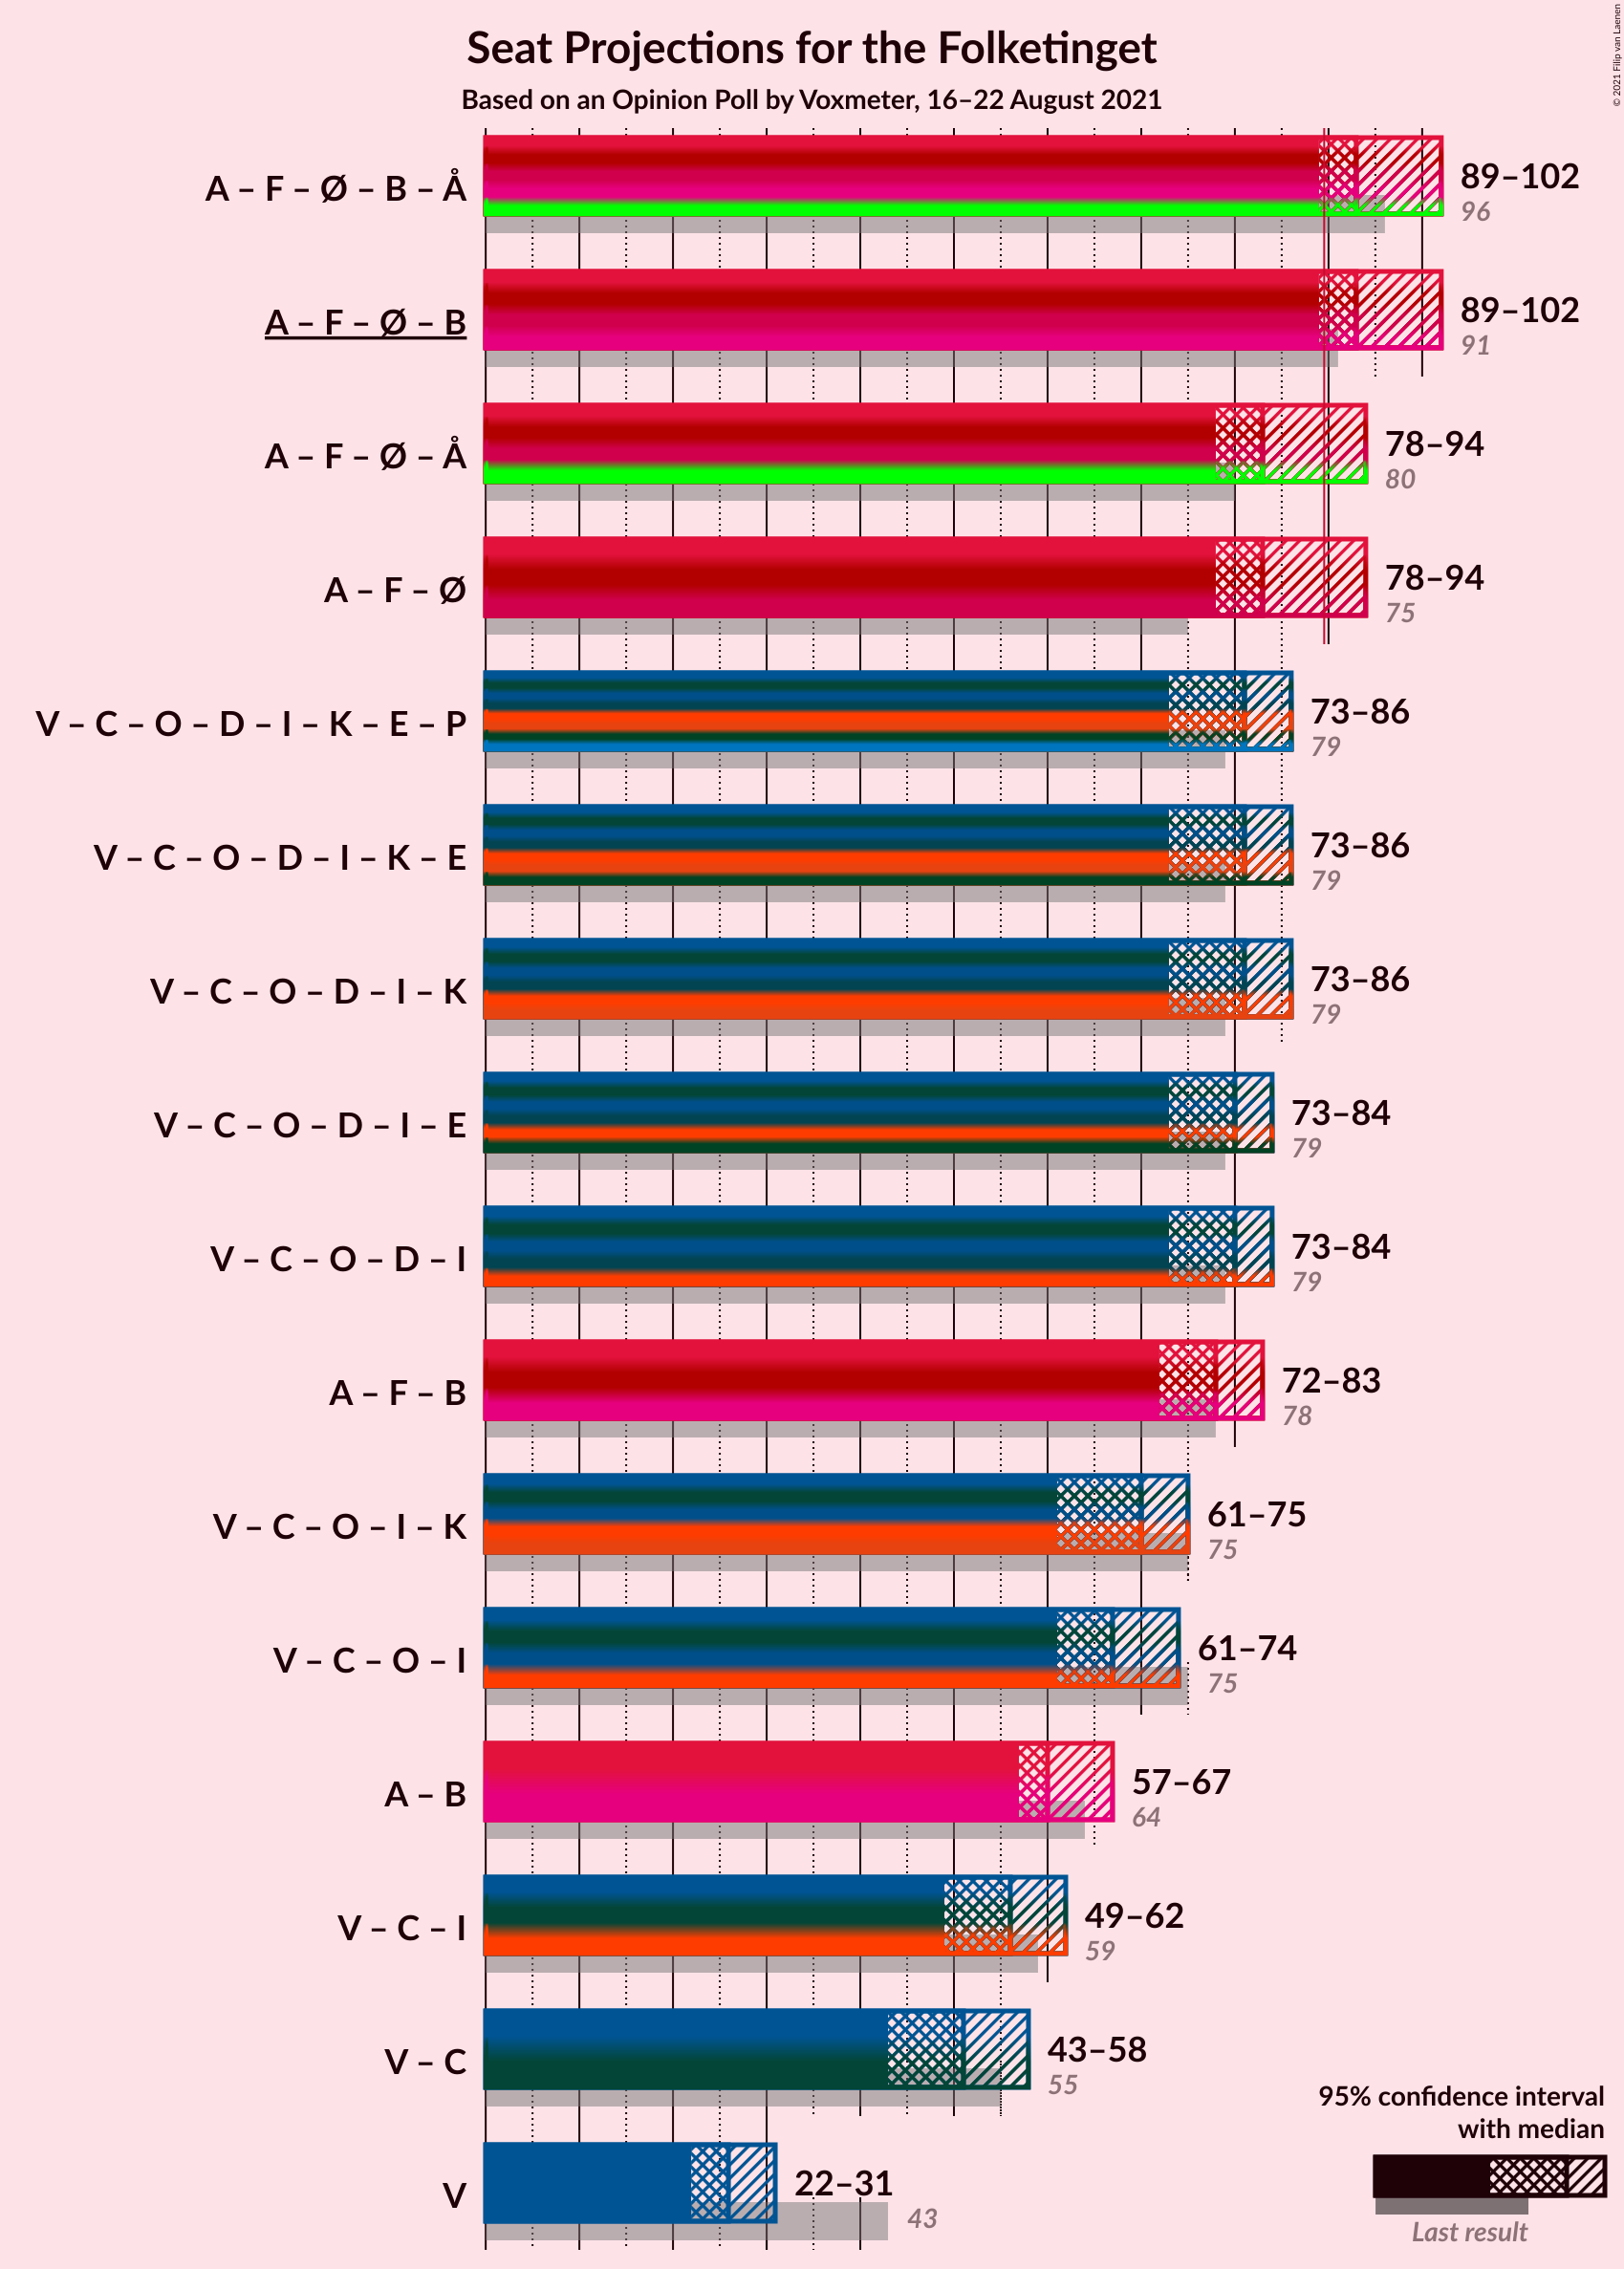 Seat Projections for the Folketinget
Based on an Opinion Poll by Voxmeter, 16–22 August 2021
© 2021 Filip van Laenen
A – F – Ø – B – Å
89–102
96
A – F – Ø – B
89–102
91
A – F – Ø – Å
78–94
80
A – F – Ø
78–94
75
V – C – O – D – I – K – E – P
73–86
79
V – C – O – D – I – K – E
73–86
79
V – C – O – D – I – K
73–86
79
V – C – O – D – I – E
73–84
79
V – C – O – D – I
73–84
79
A – F – B
72–83
78
V – C – O – I – K
61–75
75
V – C – O – I
61–74
75
A – B
57–67
64
V – C – I
49–62
59
V – C
43–58
55
V
22–31
43
95% confidence interval
with median
Last result